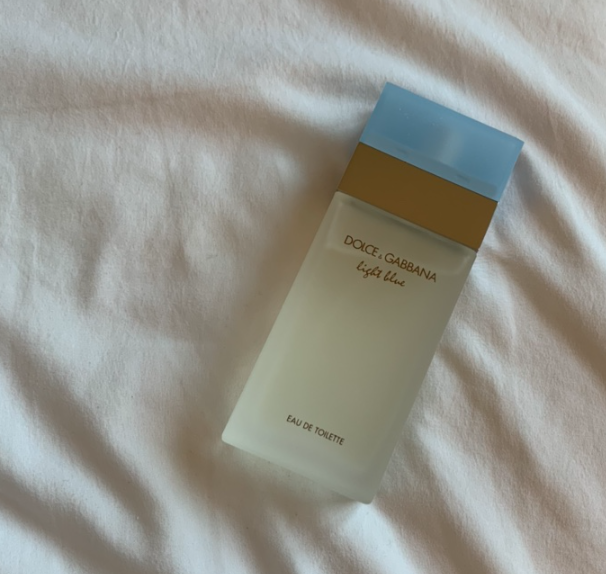 DOLCE & GABBANA
light blue
EAU DE TOILETTE